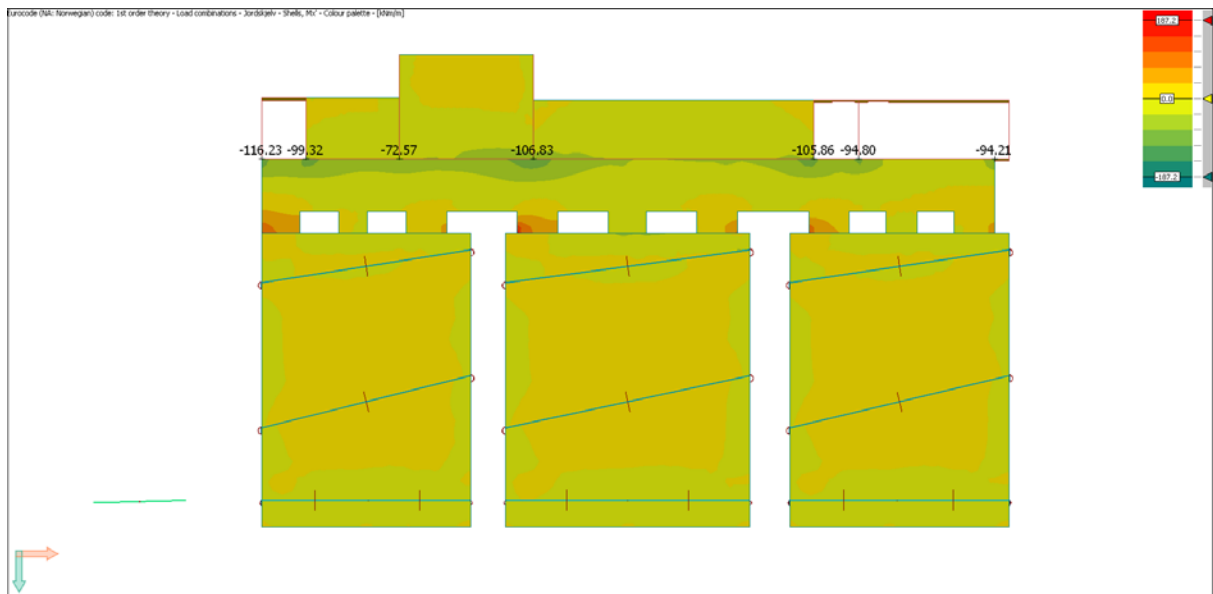 Eurocode (NA: Norwegian) code: 1st order theory - Load combinations - Jordskjelv - Shells, Mx' - Colour palette - [kNm/m]
187.2
0.0
-187.2
-116.23 -99.32 -72.57 -106.83 -105.86 -94.80 -94.21